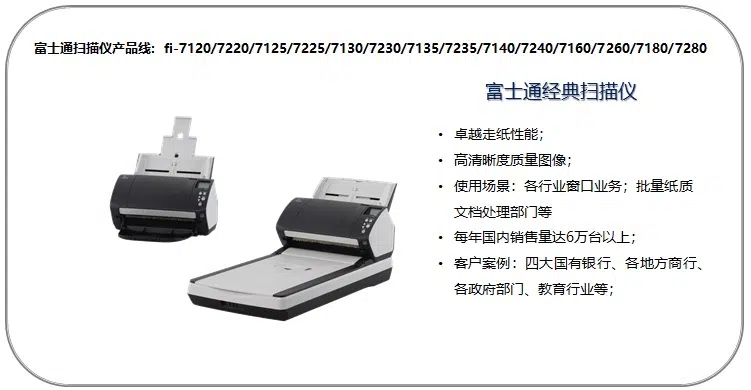 富士通扫描仪产品线：fi-7120/7220/7125/7225/7130/7230/7135/7235/7140/7240/7160/7260/7180/7280
富士通经典扫描仪
• 卓越走纸性能；
• 高清晰度质量图像；
• 使用场景：各行业窗口业务；批量纸质
文档处理部门等
• 每年国内销售量达6万台以上；
• 客户案例：四大国有银行、各地方商行、
各政府部门、教育行业等；